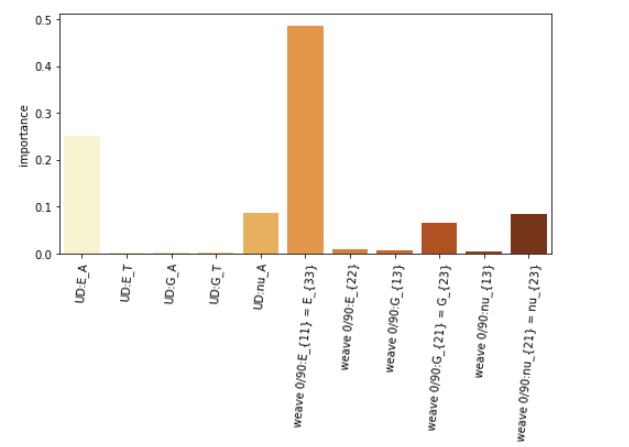 0.5
0.4
0.3
0.2
0.1
0.0
importance
UD:E_A
UD:E_T
UD:G_A
UD:G_T
UD:nu_A
weave 0/90:E_{11} = E_{33}
weave 0/90:E_{22}
weave 0/90:G_{13}
weave 0/90:G_{21} = G_{23}
weave 0/90:nu_{13}
weave 0/90:nu_{21} = nu_{23}